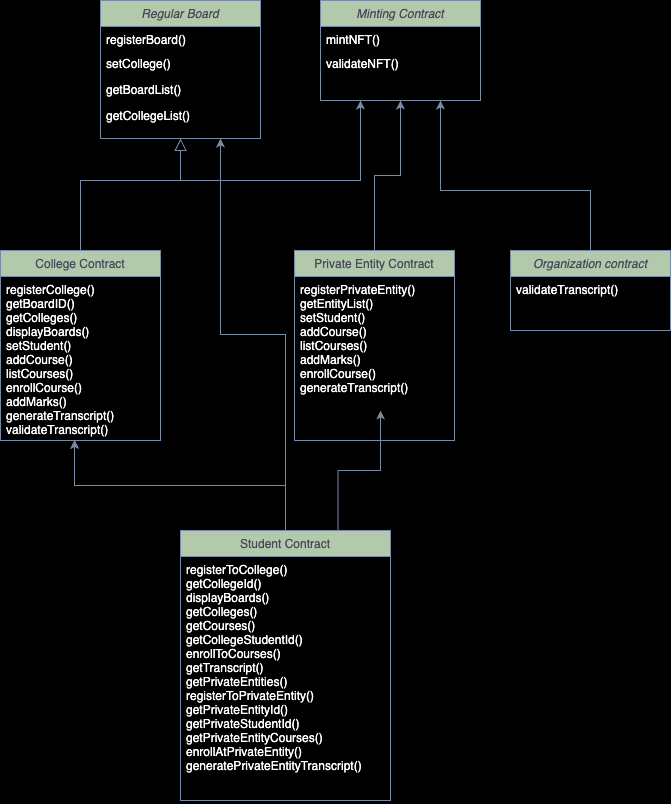 Regular Board
registerBoard()
setCollege()
getBoardList()
getCollegeList()
Minting Contract
mintNFT()
validateNFT()
College Contract
registerCollege()
getBoardID()
getColleges()
displayBoards()
setStudent()
addCourse()
listCourses()
enrollCourse()
addMarks()
generateTranscript()
validateTranscript()
Private Entity Contract
registerPrivateEntity()
getEntityList()
setStudent()
addCourse()
listCourses()
addMarks()
enrollCourse()
generateTranscript()
Organization contract
validateTranscript()
Student Contract
registerToCollege()
getCollegeId()
displayBoards()
getColleges()
getCourses()
getCollegeStudentId()
enrollToCourses()
getTranscript()
getPrivateEntities()
registerToPrivateEntity()
getPrivateEntityId()
getPrivateStudentId()
getPrivateEntityCourses()
enrollAtPrivateEntity()
generatePrivateEntityTranscript()